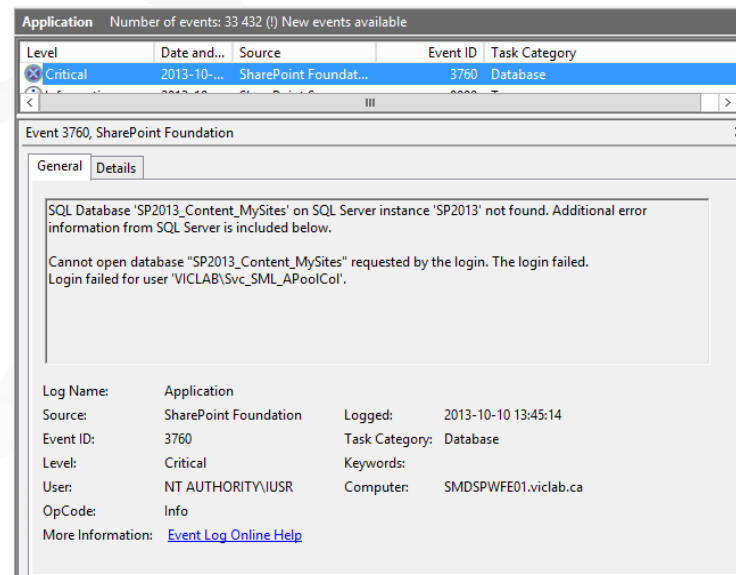 Application Number of events: 33 432 (!) New events available
Level Date and... Source Event ID Task Category
Critical 2013-10-... SharePoint Foundat... 3760 Database
Event 3760, SharePoint Foundation
General Details
SQL Database 'SP2013_Content_MySites' on SQL Server instance 'SP2013' not found. Additional error
information from SQL Server is included below.
Cannot open database "SP2013_Content_MySites" requested by the login. The login failed.
Login failed for user 'VICLAB\Svc_SML_APoolCol'.
Log Name: Application
Source: SharePoint Foundation Logged: 2013-10-10 13:45:14
Event ID: 3760 Task Category: Database
Level: Critical Keywords:
User: NT AUTHORITY\IUSR Computer: SMDSPWFE01.viclab.ca
OpCode: Info
More Information: Event Log Online Help